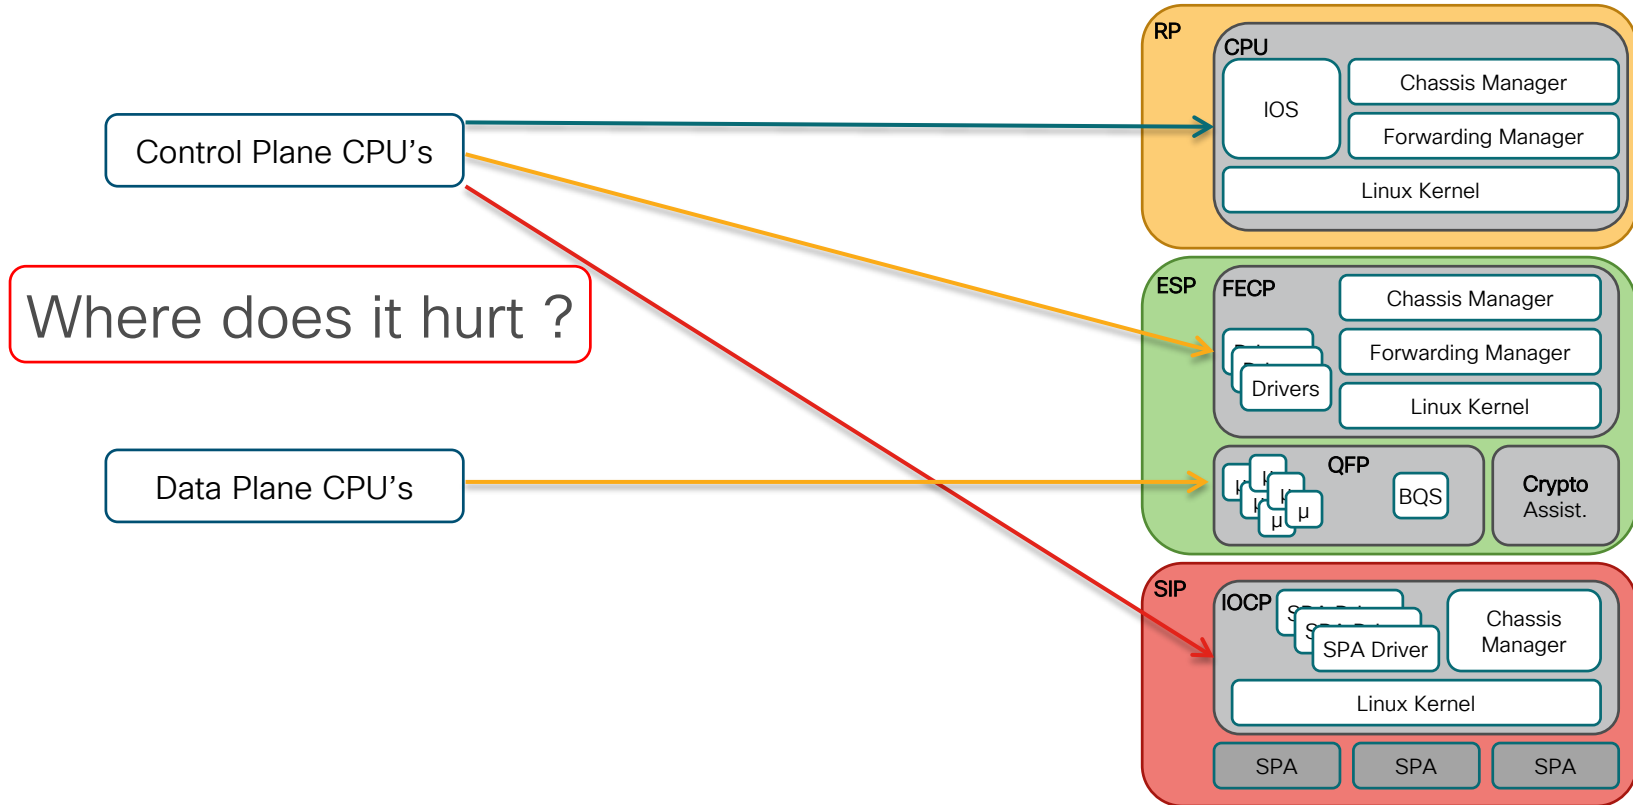 Control Plane CPU's
Where does it hurt ?
Data Plane CPU's
RP
CPU
IOS
Chassis Manager
Forwarding Manager
Linux Kernel
ESP
FECP
Drivers
Chassis Manager
Forwarding Manager
Linux Kernel
QFP
μ
μ
BQS
Crypto
Assist.
SIP
IOCP
SPA Driver
Chassis
Manager
Linux Kernel
SPA
SPA
SPA